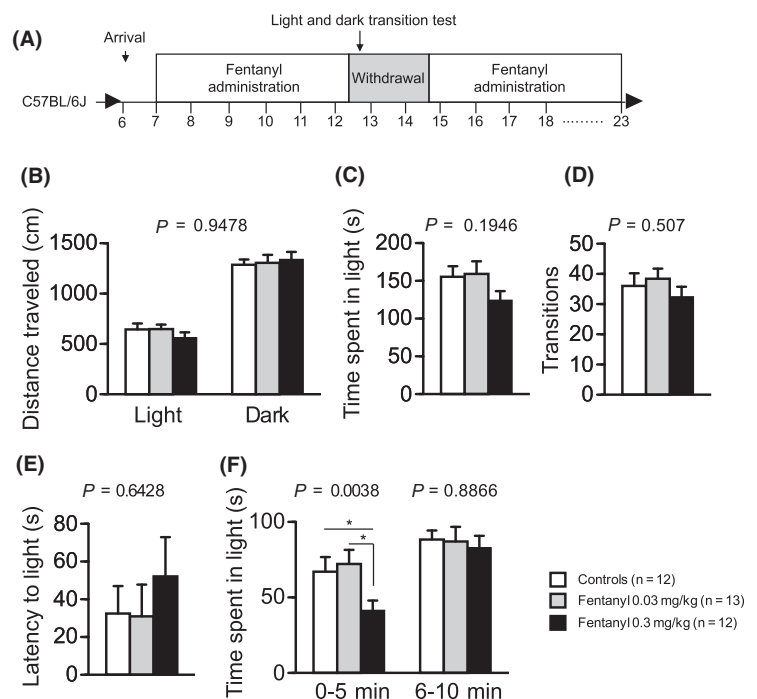 (A)
Light and dark transition test
Arrival
Fentanyl administration
Withdrawal
Fentanyl administration
C57BL/6J
6 7 8 9 10 11 12 13 14 15 16 17 18 ......... 23
(B)
P = 0.9478
Distance traveled (cm)
1500
1000
500
0
Light Dark
(C)
P = 0.1946
Time spent in light (s)
200
150
100
50
0
(D)
P = 0.507
Transitions
50
40
30
20
10
0
(E)
P = 0.6428
Latency to light (s)
80
60
40
20
0
(F)
P = 0.0038 P = 0.8866
Time spent in light (s)
100
50
0
*
*
0-5 min 6-10 min
Controls (n = 12)
Fentanyl 0.03 mg/kg (n = 13)
Fentanyl 0.3 mg/kg (n = 12)